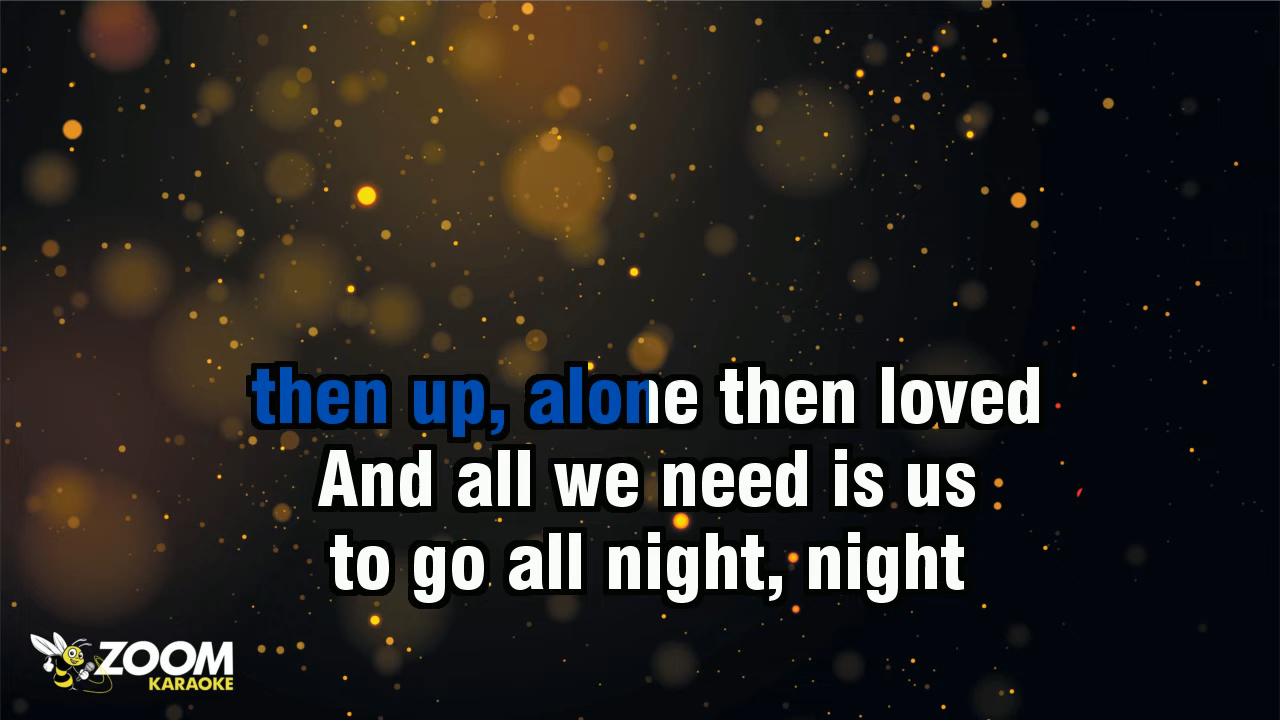 then up, alone then loved
And all we need is us
to go all night, night
ZOOM
KARAOKE